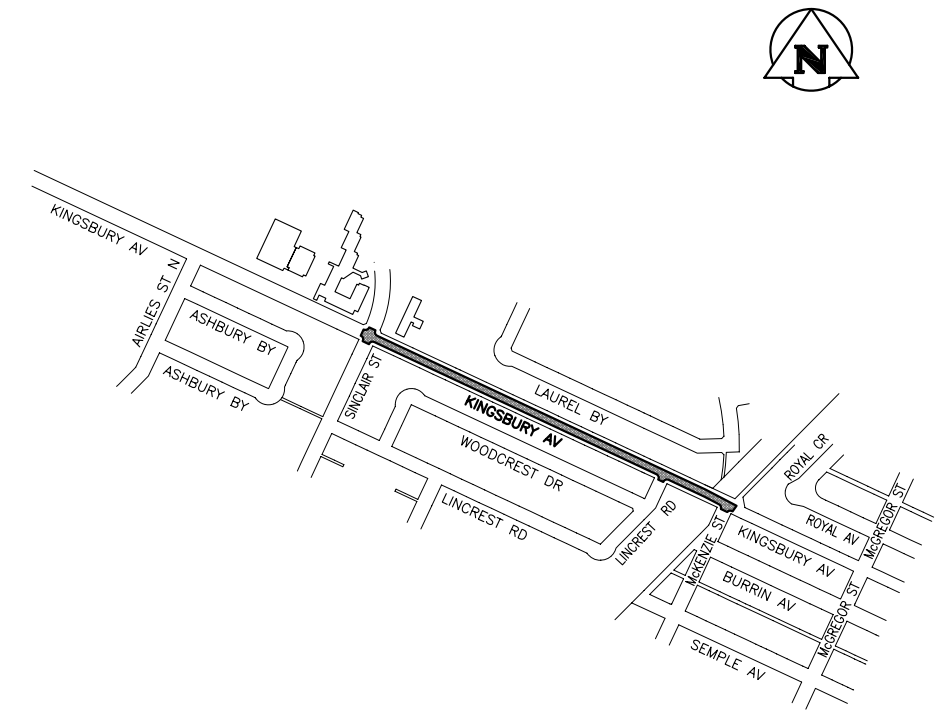 N
KINGSBURY AV
AIRLIES ST N
ASHBURY BY
ASHBURY BY
SINCLAIR ST
LAUREL BY
KINGSBURY AV
WOODCREST DR
LINCREST RD
LINCREST RD
ROYAL CR
McGREGOR ST
ROYAL AV
McKENZIE ST
KINGSBURY AV
BURRIN AV
McGREGOR ST
SEMPLE AV